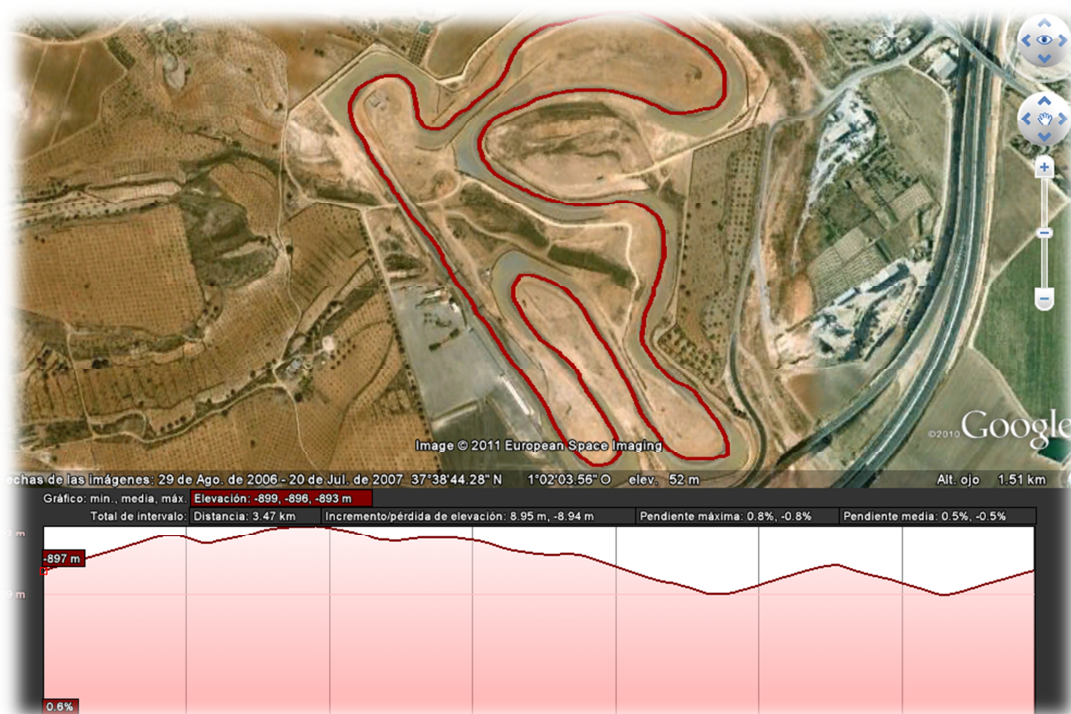 ©2010 Google
Image © 2011 European Space Imaging
echas de las imágenes: 29 de Ago. de 2006 - 20 de Jul. de 2007 37°38'44.28" N 1°02'03.56" O elev. 52 m Alt. ojo 1.51 km
Gráfico: min., media, máx. Elevación: -899, -896, -893 m
Total de intervalo: Distancia: 3.47 km Incremento/pérdida de elevación: 8.95 m, -8.94 m Pendiente máxima: 0.8%, -0.8% Pendiente media: 0.5%, -0.5%
-897 m
0.6%